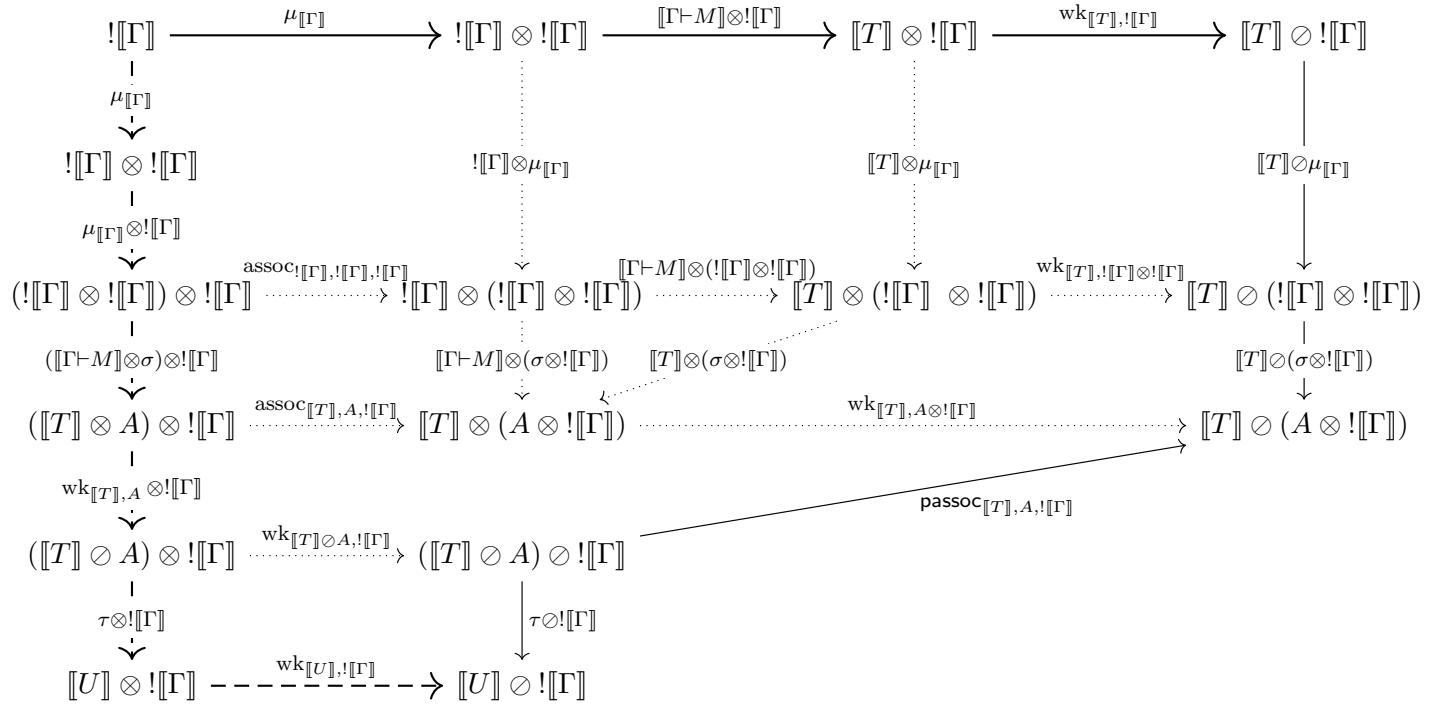 !⟦Γ⟧ μ_⟦Γ⟧ !⟦Γ⟧ ⊗ !⟦Γ⟧ ⟦Γ⊢M⟧⊗!⟦Γ⟧ ⟦T⟧ ⊗ !⟦Γ⟧ wk_⟦T⟧,!⟦Γ⟧ ⟦T⟧ ⊘ !⟦Γ⟧
μ_⟦Γ⟧
!⟦Γ⟧ ⊗ !⟦Γ⟧ !⟦Γ⟧⊗μ_⟦Γ⟧ ⟦T⟧⊗μ_⟦Γ⟧ ⟦T⟧⊘μ_⟦Γ⟧
μ_⟦Γ⟧⊗!⟦Γ⟧
(!⟦Γ⟧ ⊗ !⟦Γ⟧) ⊗ !⟦Γ⟧ assoc_!⟦Γ⟧,!⟦Γ⟧,!⟦Γ⟧ !⟦Γ⟧ ⊗ (!⟦Γ⟧ ⊗ !⟦Γ⟧) ⟦Γ⊢M⟧⊗(!⟦Γ⟧⊗!⟦Γ⟧) ⟦T⟧ ⊗ (!⟦Γ⟧ ⊗ !⟦Γ⟧) wk_⟦T⟧,!⟦Γ⟧⊗!⟦Γ⟧ ⟦T⟧ ⊘ (!⟦Γ⟧ ⊗ !⟦Γ⟧)
(⟦Γ⊢M⟧⊗σ)⊗!⟦Γ⟧ ⟦Γ⊢M⟧⊗(σ⊗!⟦Γ⟧) ⟦T⟧⊗(σ⊗!⟦Γ⟧) ⟦T⟧⊘(σ⊗!⟦Γ⟧)
(⟦T⟧ ⊗ A) ⊗ !⟦Γ⟧ assoc_⟦T⟧,A,!⟦Γ⟧ ⟦T⟧ ⊗ (A ⊗ !⟦Γ⟧) wk_⟦T⟧,A⊗!⟦Γ⟧ ⟦T⟧ ⊘ (A ⊗ !⟦Γ⟧)
wk_⟦T⟧,A ⊗!⟦Γ⟧ passoc_⟦T⟧,A,!⟦Γ⟧
(⟦T⟧ ⊘ A) ⊗ !⟦Γ⟧ wk_⟦T⟧⊘A,!⟦Γ⟧ (⟦T⟧ ⊘ A) ⊘ !⟦Γ⟧
τ⊗!⟦Γ⟧ τ⊘!⟦Γ⟧
⟦U⟧ ⊗ !⟦Γ⟧ wk_⟦U⟧,!⟦Γ⟧ ⟦U⟧ ⊘ !⟦Γ⟧